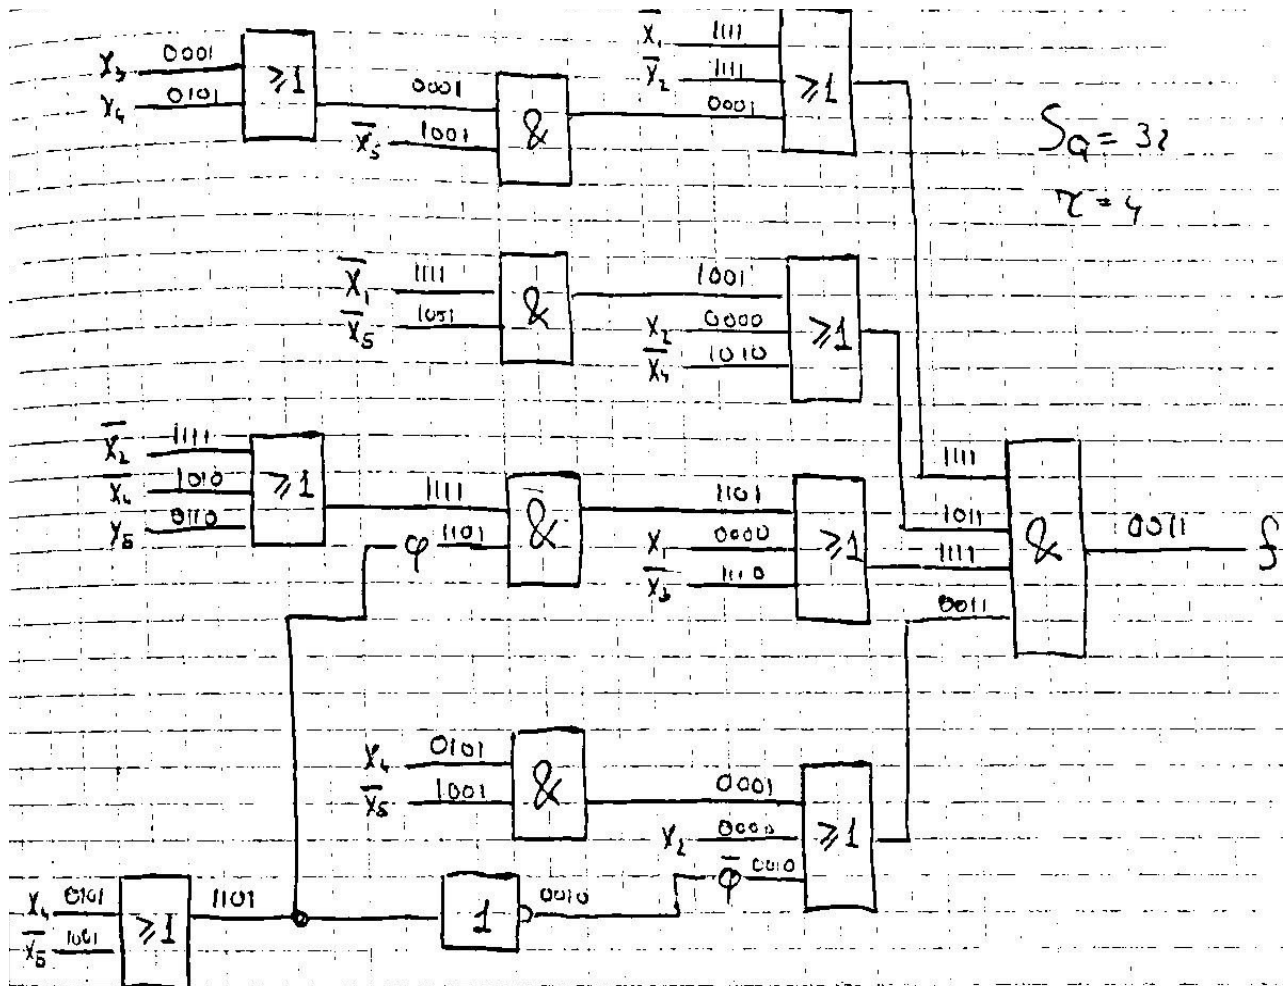 X̅₁ 1111
X₃ 0001 ≥1
X̅₂ 1111 ≥1
X₄ 0101 0001 0001
X̅₅ 1001 &
S_Q = 32
τ = 4
X̅₁ 1111 & 1001
X̅₅ 1001 X₂ 0000 ≥1
X̅₄ 1010
X̅₂ 1111
X̅₄ 1010 ≥1 1111 & 1101 1111
X₅ 0110 φ 1101 X₁ 0000 ≥1 1011 & 0011 f
X̅₃ 1110 1111
0011
X₄ 0101 &
X̅₅ 1001 0001
X₂ 0000 ≥1
φ̅ 0010
X₄ 0101 ≥1 1101 1 0010
X̅₅ 1001